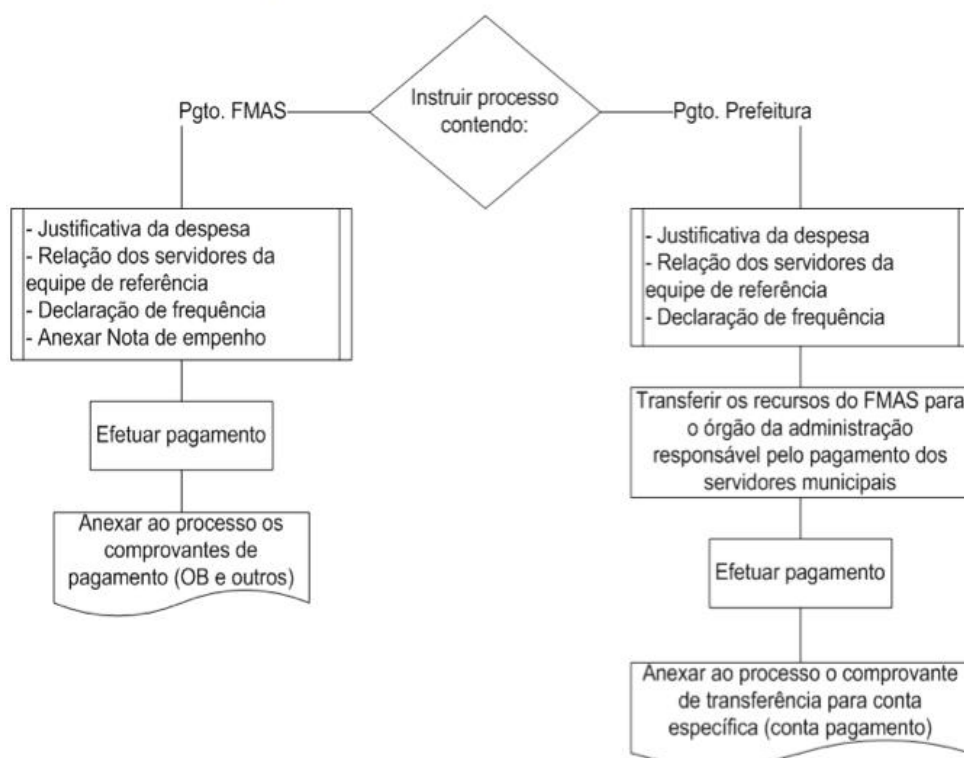 Instruir processo
contendo:
Pgto. FMAS
Pgto. Prefeitura
- Justificativa da despesa
- Relação dos servidores da
equipe de referência
- Declaração de frequência
- Anexar Nota de empenho
Efetuar pagamento
Anexar ao processo os
comprovantes de
pagamento (OB e outros)
- Justificativa da despesa
- Relação dos servidores da
equipe de referência
- Declaração de frequência
Transferir os recursos do FMAS para
o órgão da administração
responsável pelo pagamento dos
servidores municipais
Efetuar pagamento
Anexar ao processo o comprovante
de transferência para conta
específica (conta pagamento)